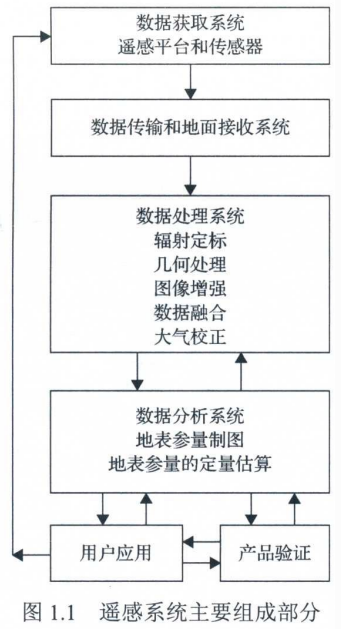 数据获取系统
遥感平台和传感器
数据传输和地面接收系统
数据处理系统
辐射定标
几何处理
图像增强
数据融合
大气校正
数据分析系统
地表参量制图
地表参量的定量估算
用户应用
产品验证
图 1.1 遥感系统主要组成部分